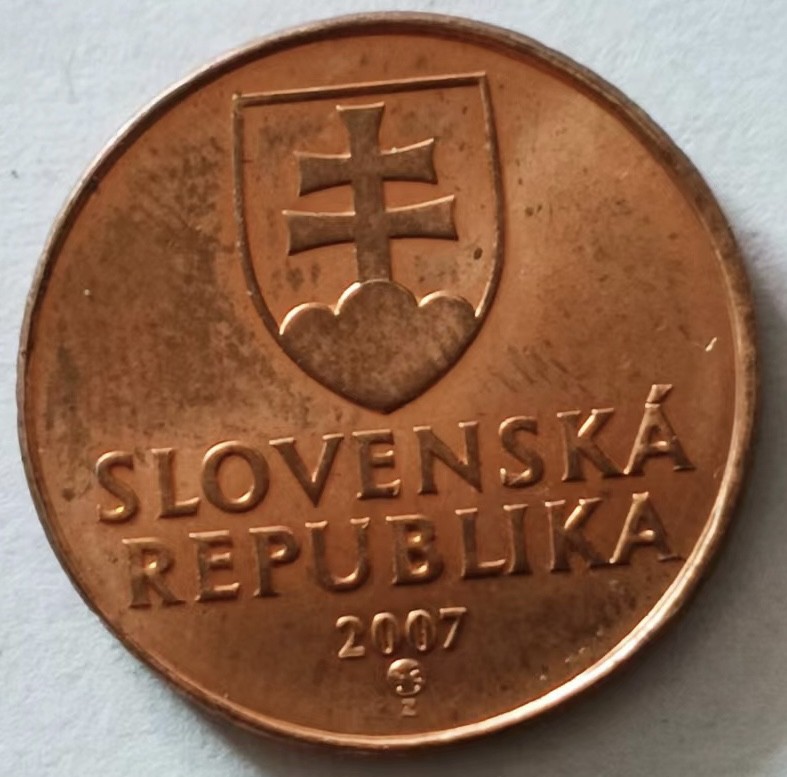 SLOVENSKÁ
REPUBLIKA
2007
Z